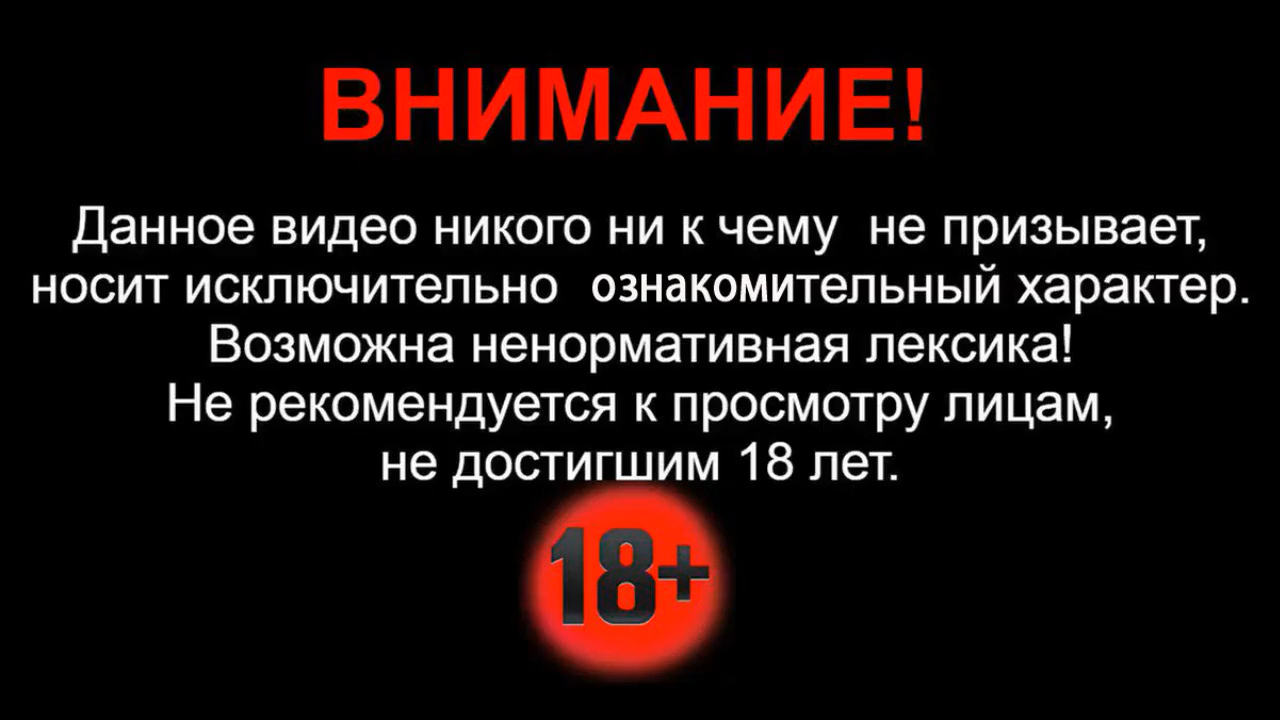 ВНИМАНИЕ!
Данное видео никого ни к чему не призывает,
носит исключительно ознакомительный характер.
Возможна ненормативная лексика!
Не рекомендуется к просмотру лицам,
не достигшим 18 лет.
18+